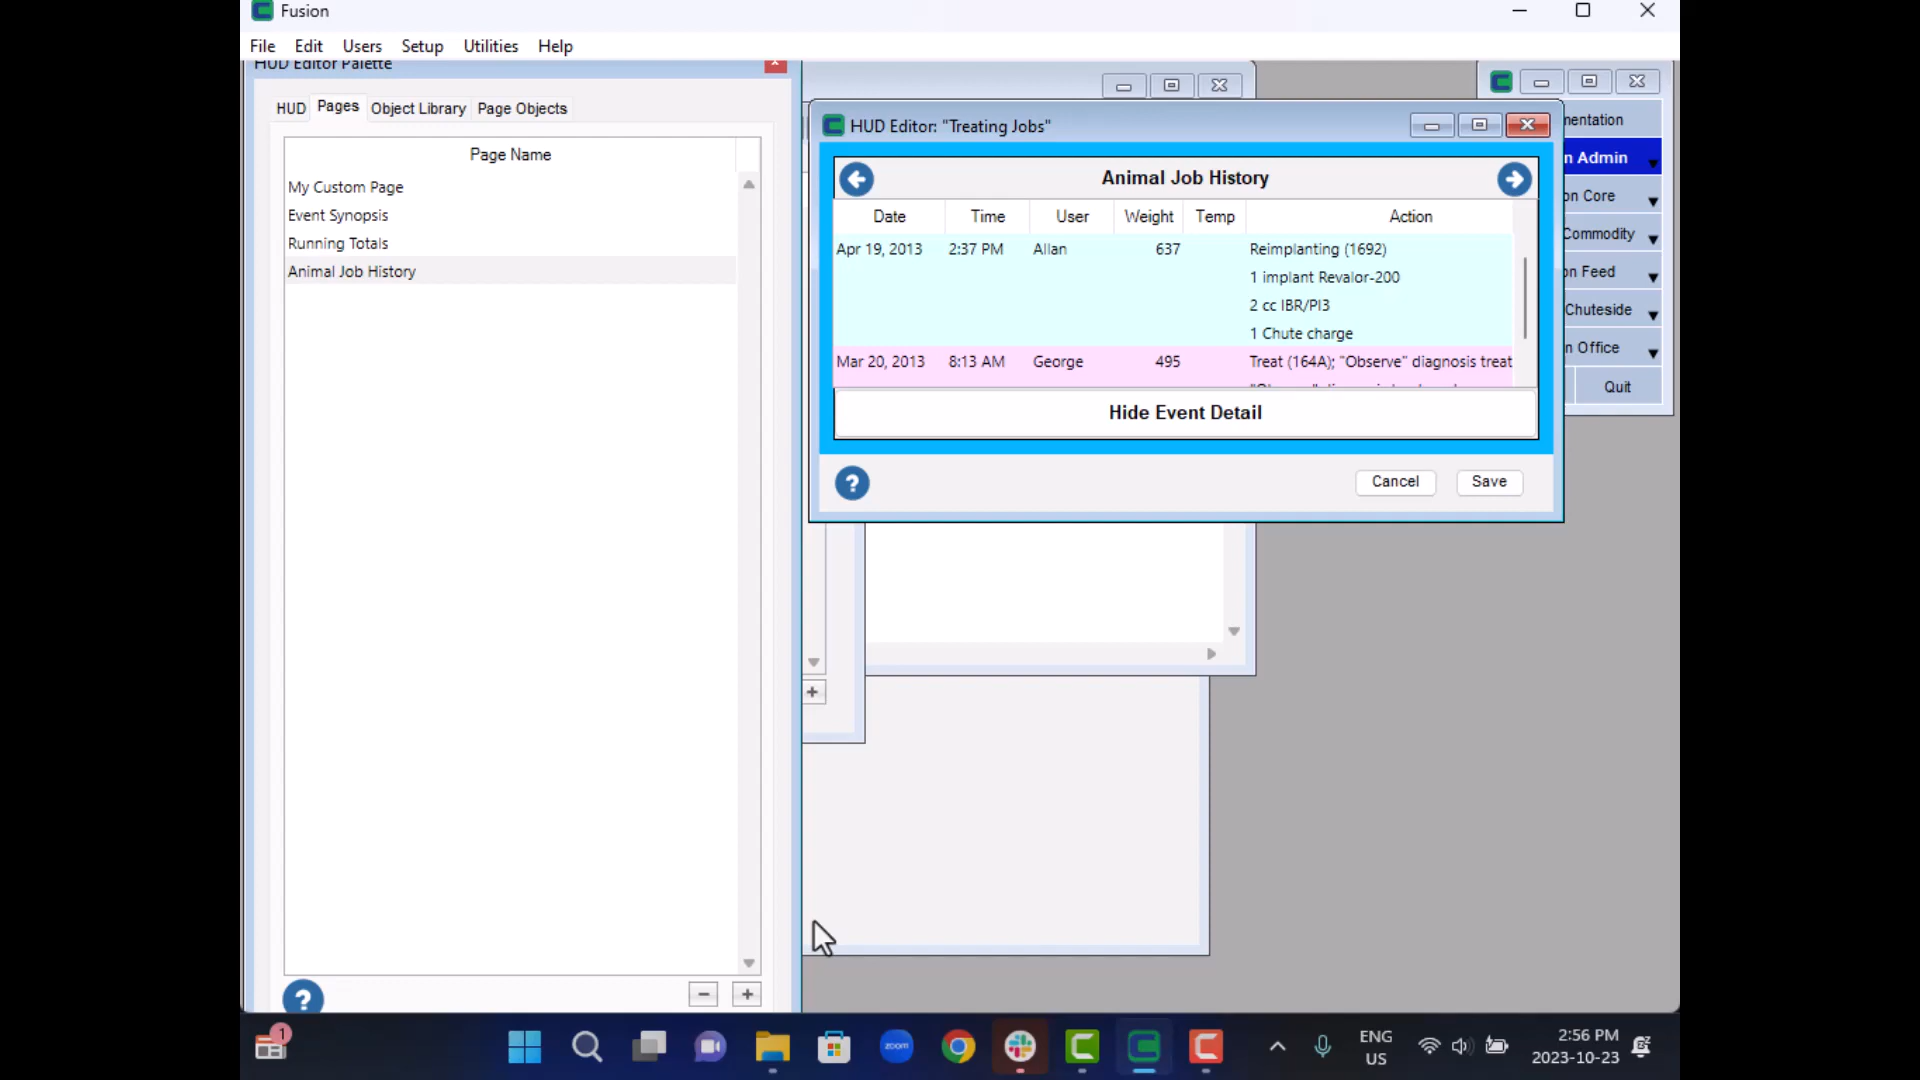 Fusion
File Edit Users Setup Utilities Help
HUD Editor Palette
HUD Pages Object Library Page Objects
Page Name
My Custom Page
Event Synopsis
Running Totals
Animal Job History
?
HUD Editor: "Treating Jobs"
Animal Job History
Date Time User Weight Temp Action
Apr 19, 2013 2:37 PM Allan 637 Reimplanting (1692)
1 implant Revalor-200
2 cc IBR/PI3
1 Chute charge
Mar 20, 2013 8:13 AM George 495 Treat (164A); "Observe" diagnosis treat
Hide Event Detail
? Cancel Save
nentation
n Admin
on Core
Commodity
on Feed
Chuteside
n Office
Quit
1
zoom
ENG
US
2:56 PM
2023-10-23